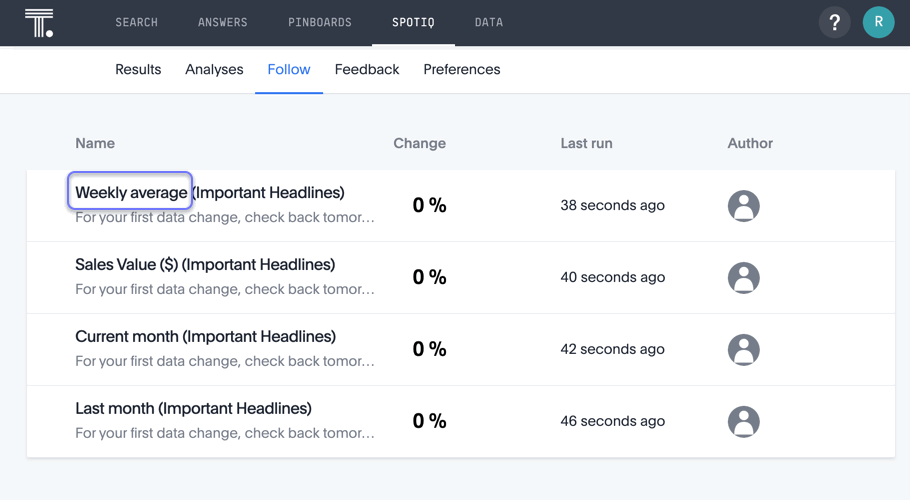 T.
SEARCH ANSWERS PINBOARDS SPOTIQ DATA ? R
Results Analyses Follow Feedback Preferences
Name Change Last run Author
Weekly average (Important Headlines)
For your first data change, check back tomor...
0 % 38 seconds ago
Sales Value ($) (Important Headlines)
For your first data change, check back tomor...
0 % 40 seconds ago
Current month (Important Headlines)
For your first data change, check back tomor...
0 % 42 seconds ago
Last month (Important Headlines)
For your first data change, check back tomor...
0 % 46 seconds ago